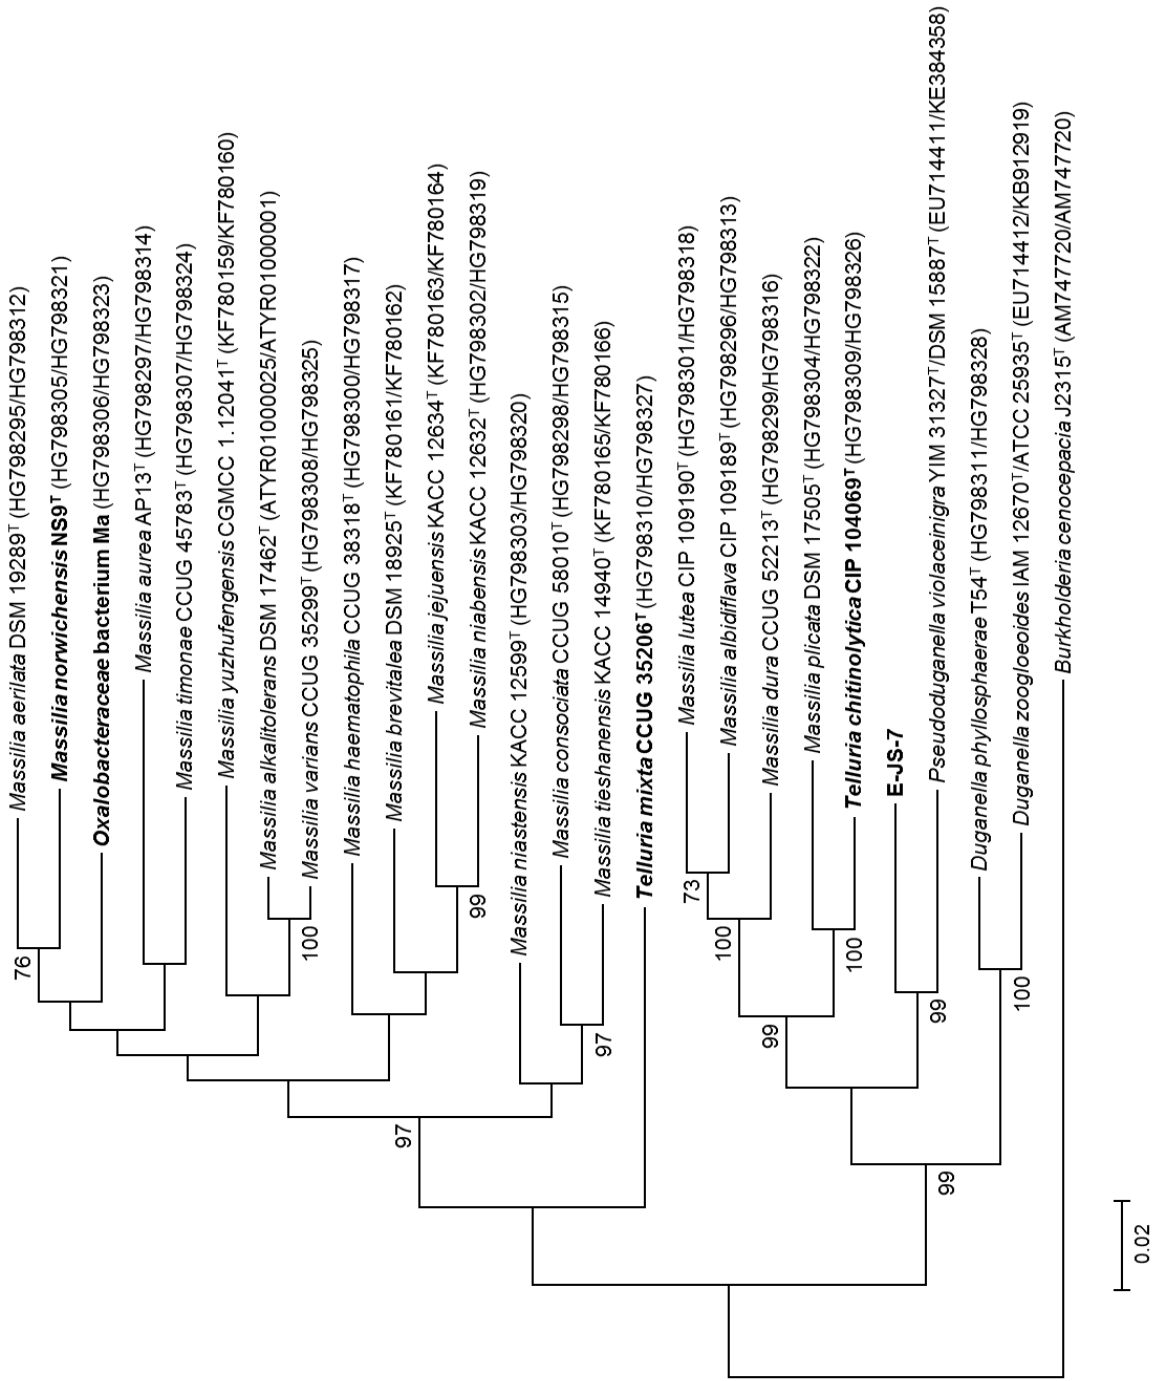 Massilia aerilata DSM 19289T (HG798295/HG798312)
76
Massilia norwichensis NS9T (HG798305/HG798321)
Oxalobacteraceae bacterium Ma (HG798306/HG798323)
Massilia aurea AP13T (HG798297/HG798314)
Massilia timonae CCUG 45783T (HG798307/HG798324)
Massilia yuzhufengensis CGMCC 1.12041T (KF780159/KF780160)
Massilia alkalitolerans DSM 17462T (ATYR01000025/ATYR01000001)
100
Massilia varians CCUG 35299T (HG798308/HG798325)
Massilia haematophila CCUG 38318T (HG798300/HG798317)
Massilia brevitalea DSM 18925T (KF780161/KF780162)
97
Massilia jejuensis KACC 12634T (KF780163/KF780164)
99
Massilia niabensis KACC 12632T (HG798302/HG798319)
Massilia niastensis KACC 12599T (HG798303/HG798320)
Massilia consociata CCUG 58010T (HG798298/HG798315)
97
Massilia tieshanensis KACC 14940T (KF780165/KF780166)
Telluria mixta CCUG 35206T (HG798310/HG798327)
Massilia lutea CIP 109190T (HG798301/HG798318)
73
100
Massilia albidiflava CIP 109189T (HG798296/HG798313)
99
Massilia dura CCUG 52213T (HG798299/HG798316)
Massilia plicata DSM 17505T (HG798304/HG798322)
100
Telluria chitinolytica CIP 104069T (HG798309/HG798326)
E-JS-7
99
Pseudoduganella violaceinigra YIM 31327T/DSM 15887T (EU714411/KE384358)
99
Duganella phyllosphaerae T54T (HG798311/HG798328)
100
Duganella zoogloeoides IAM 12670T/ATCC 25935T (EU714412/KB912919)
Burkholderia cenocepacia J2315T (AM747720/AM747720)
0.02